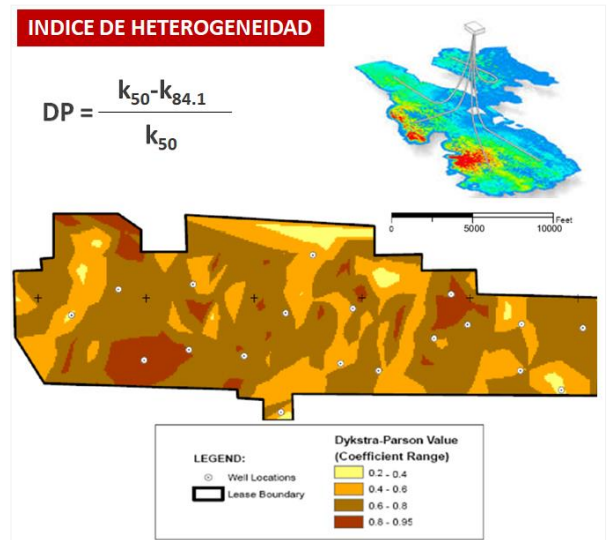 INDICE DE HETEROGENEIDAD
DP = k50-k84.1
k50
Feet
0 5000 10000
LEGEND:
Well Locations
Lease Boundary
Dykstra-Parson Value
(Coefficient Range)
0.2 - 0.4
0.4 - 0.6
0.6 - 0.8
0.8 - 0.95